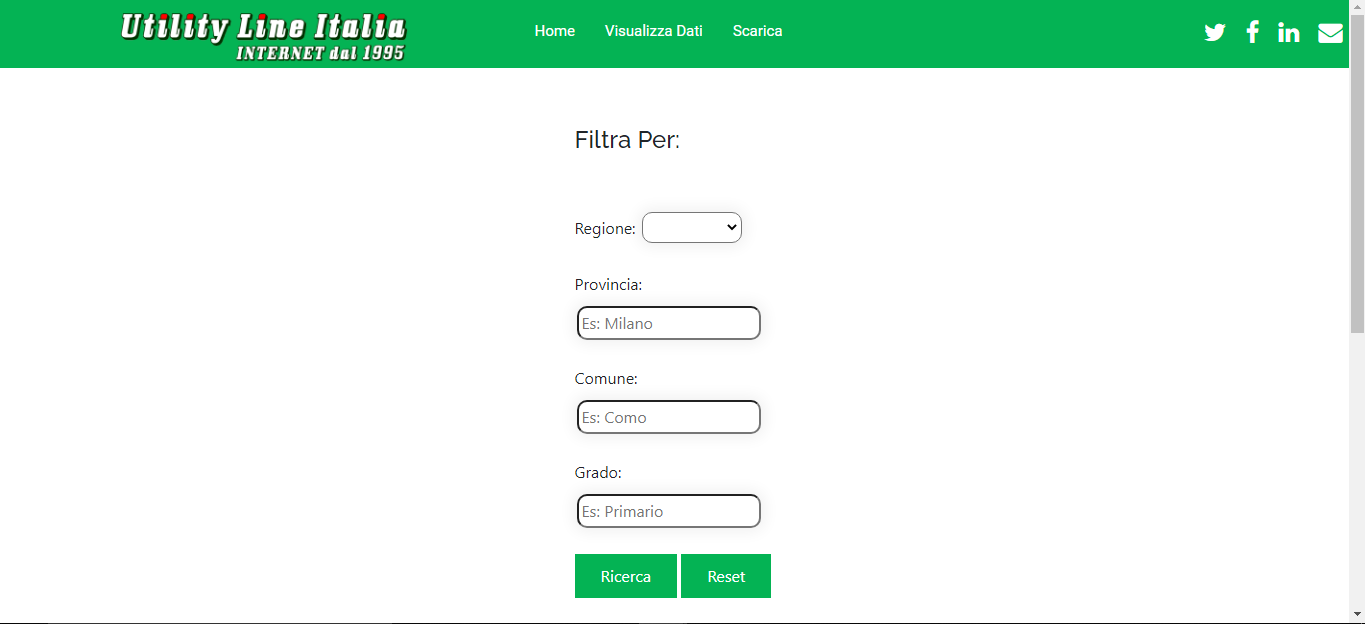 Utility Line Italia
INTERNET dal 1995
Home Visualizza Dati Scarica
Filtra Per:
Regione:
Provincia:
Es: Milano
Comune:
Es: Como
Grado:
Es: Primario
Ricerca Reset